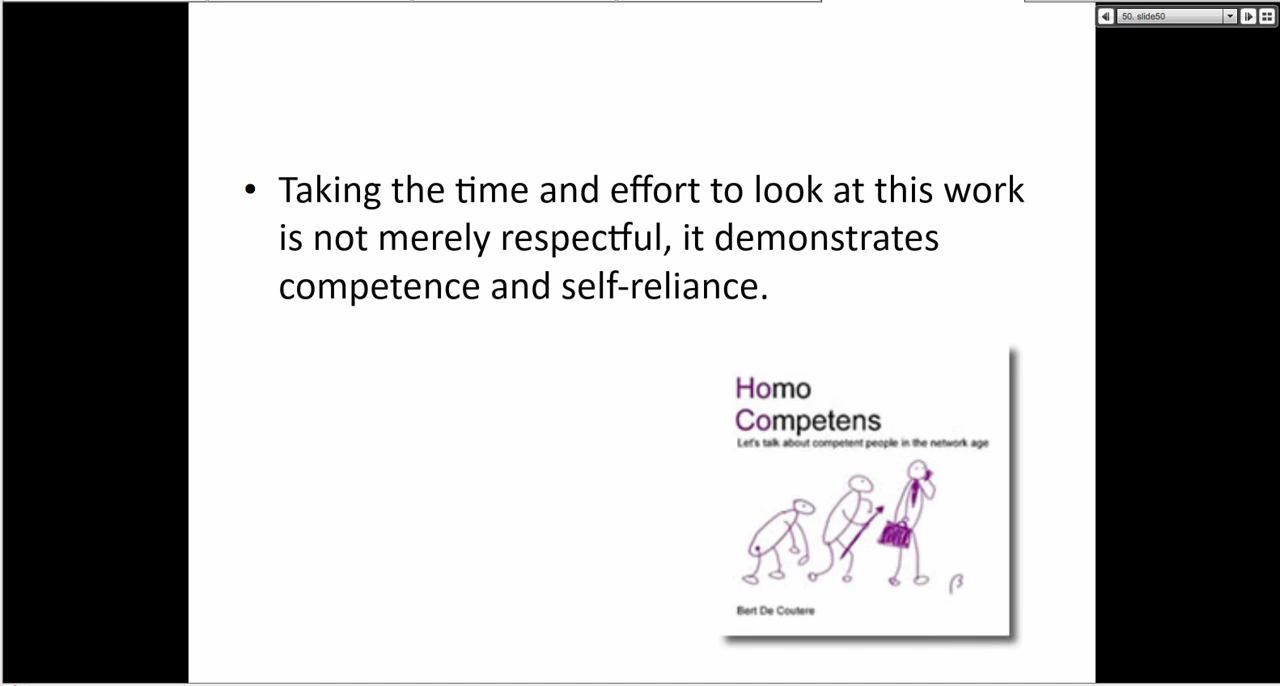 50. slide50
• Taking the time and effort to look at this work
is not merely respectful, it demonstrates
competence and self-reliance.
Homo
Competens
Let's talk about competent people in the network age
β
Bert De Coutere